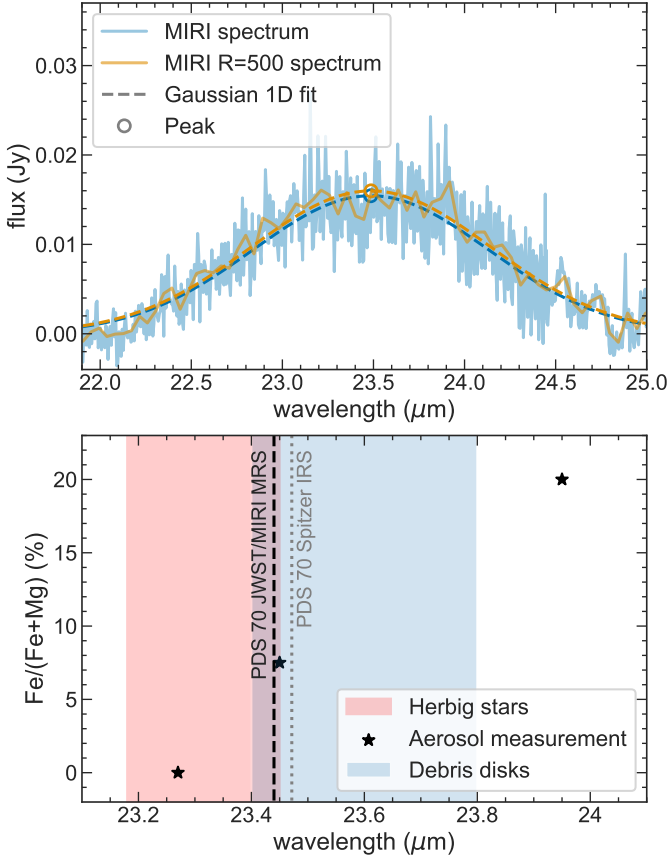 MIRI spectrum
MIRI R=500 spectrum
Gaussian 1D fit
Peak
flux (Jy)
0.03
0.02
0.01
0.00
22.0 22.5 23.0 23.5 24.0 24.5 25.0
wavelength (μm)
Fe/(Fe+Mg) (%)
20
15
10
5
0
PDS 70 JWST/MIRI MRS
PDS 70 Spitzer IRS
Herbig stars
Aerosol measurement
Debris disks
23.2 23.4 23.6 23.8 24
wavelength (μm)